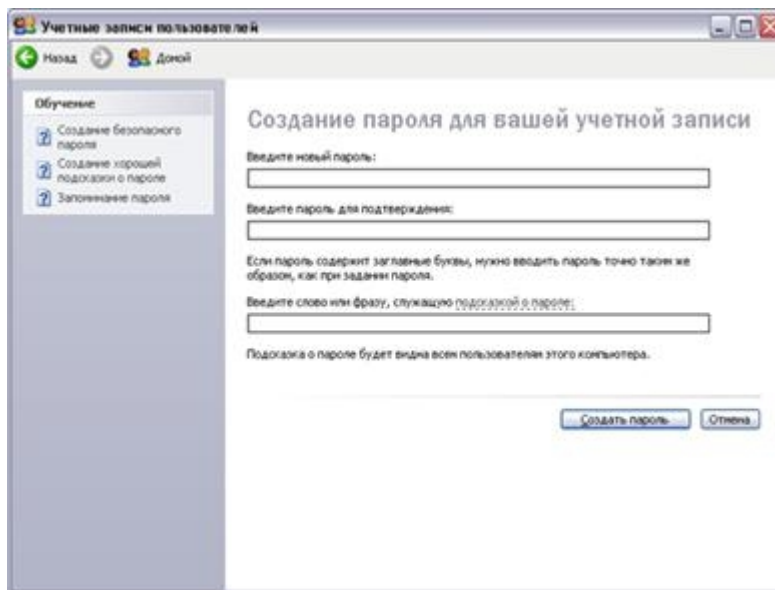 Учетные записи пользователей
Назад
Домой
Обучение
Создание безопасного
пароля
Создание хорошей
подсказки о пароле
Запоминание пароля
Создание пароля для вашей учетной записи
Введите новый пароль:
Введите пароль для подтверждения:
Если пароль содержит заглавные буквы, нужно вводить пароль точно таким же
образом, как при задании пароля.
Введите слово или фразу, служащую подсказкой о пароле:
Подсказка о пароле будет видна всем пользователям этого компьютера.
Создать пароль
Отмена